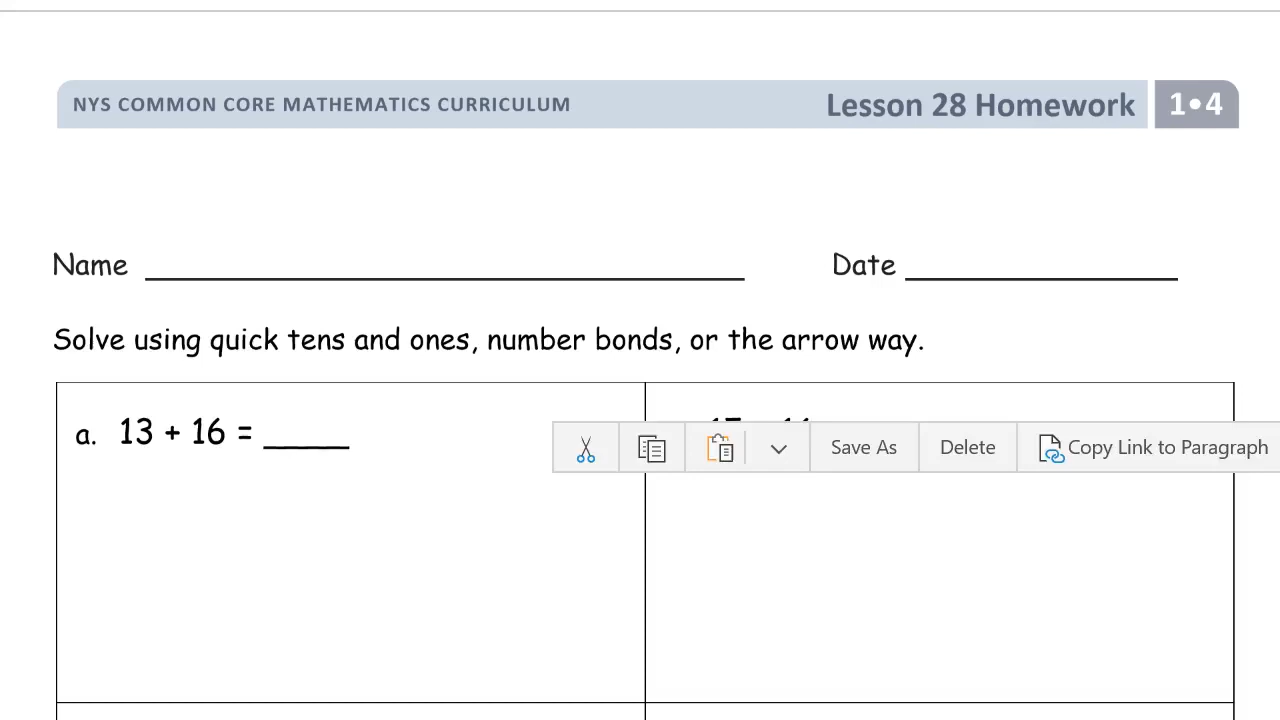 NYS COMMON CORE MATHEMATICS CURRICULUM
Lesson 28 Homework 1•4
Name
Date
Solve using quick tens and ones, number bonds, or the arrow way.
a. 13 + 16 = ____
Save As
Delete
Copy Link to Paragraph